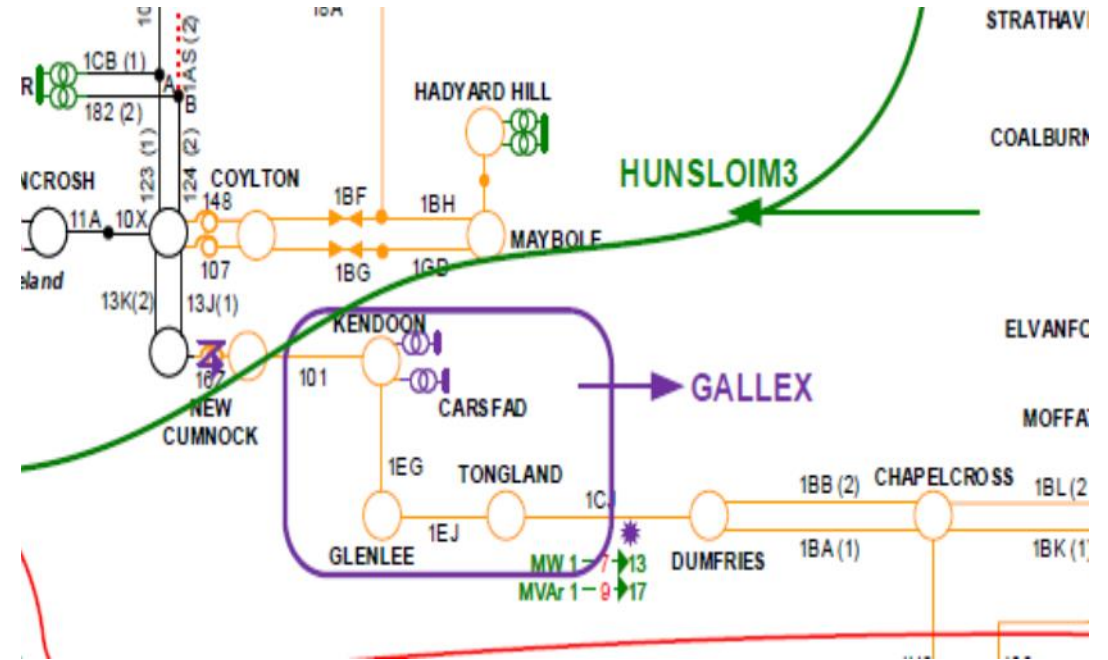 STRATHAV
1CB (1)
1AS (2)
A
B
R
182 (2)
HADYARD HILL
COALBURN
123 (1)
124 (2)
HUNSLOIM3
NCROSH
COYLTON
148
1BF
1BH
11A
10X
MAYBOLE
107
1BG
1GD
eland
13K(2)
13J(1)
KENDOON
ELVANFO
167
101
GALLEX
CARSFAD
NEW
CUMNOCK
MOFFA
1EG
TONGLAND
1CJ
1BB (2)
CHAPELCROSS
1BL (2
1EJ
GLENLEE
MW 1 – 7 13
DUMFRIES
1BA (1)
1BK (1)
MVAr 1 – 9 17